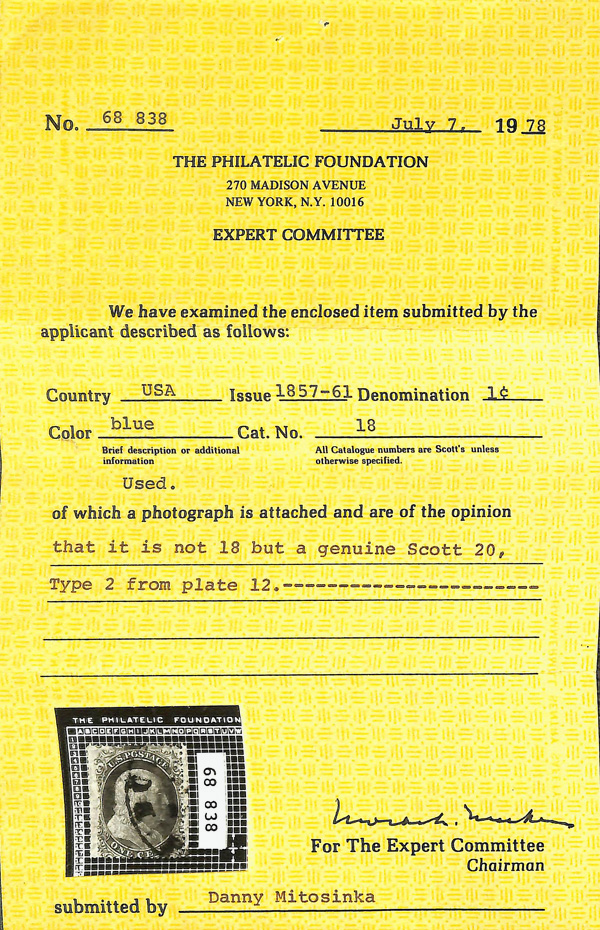 No. 68 838 July 7, 19 78
THE PHILATELIC FOUNDATION
270 MADISON AVENUE
NEW YORK, N.Y. 10016
EXPERT COMMITTEE
We have examined the enclosed item submitted by the
applicant described as follows:
Country USA Issue 1857-61 Denomination 1¢
Color blue Cat. No. 18
Brief description or additional information
All Catalogue numbers are Scott's unless otherwise specified.
Used.
of which a photograph is attached and are of the opinion
that it is not 18 but a genuine Scott 20,
Type 2 from plate 12.------------------------
THE PHILATELIC FOUNDATION
ABCDEFGHIJKLMNOPQRSTUVW
U.S. POSTAGE
ONE
68 838
For The Expert Committee
Chairman
submitted by Danny Mitosinka